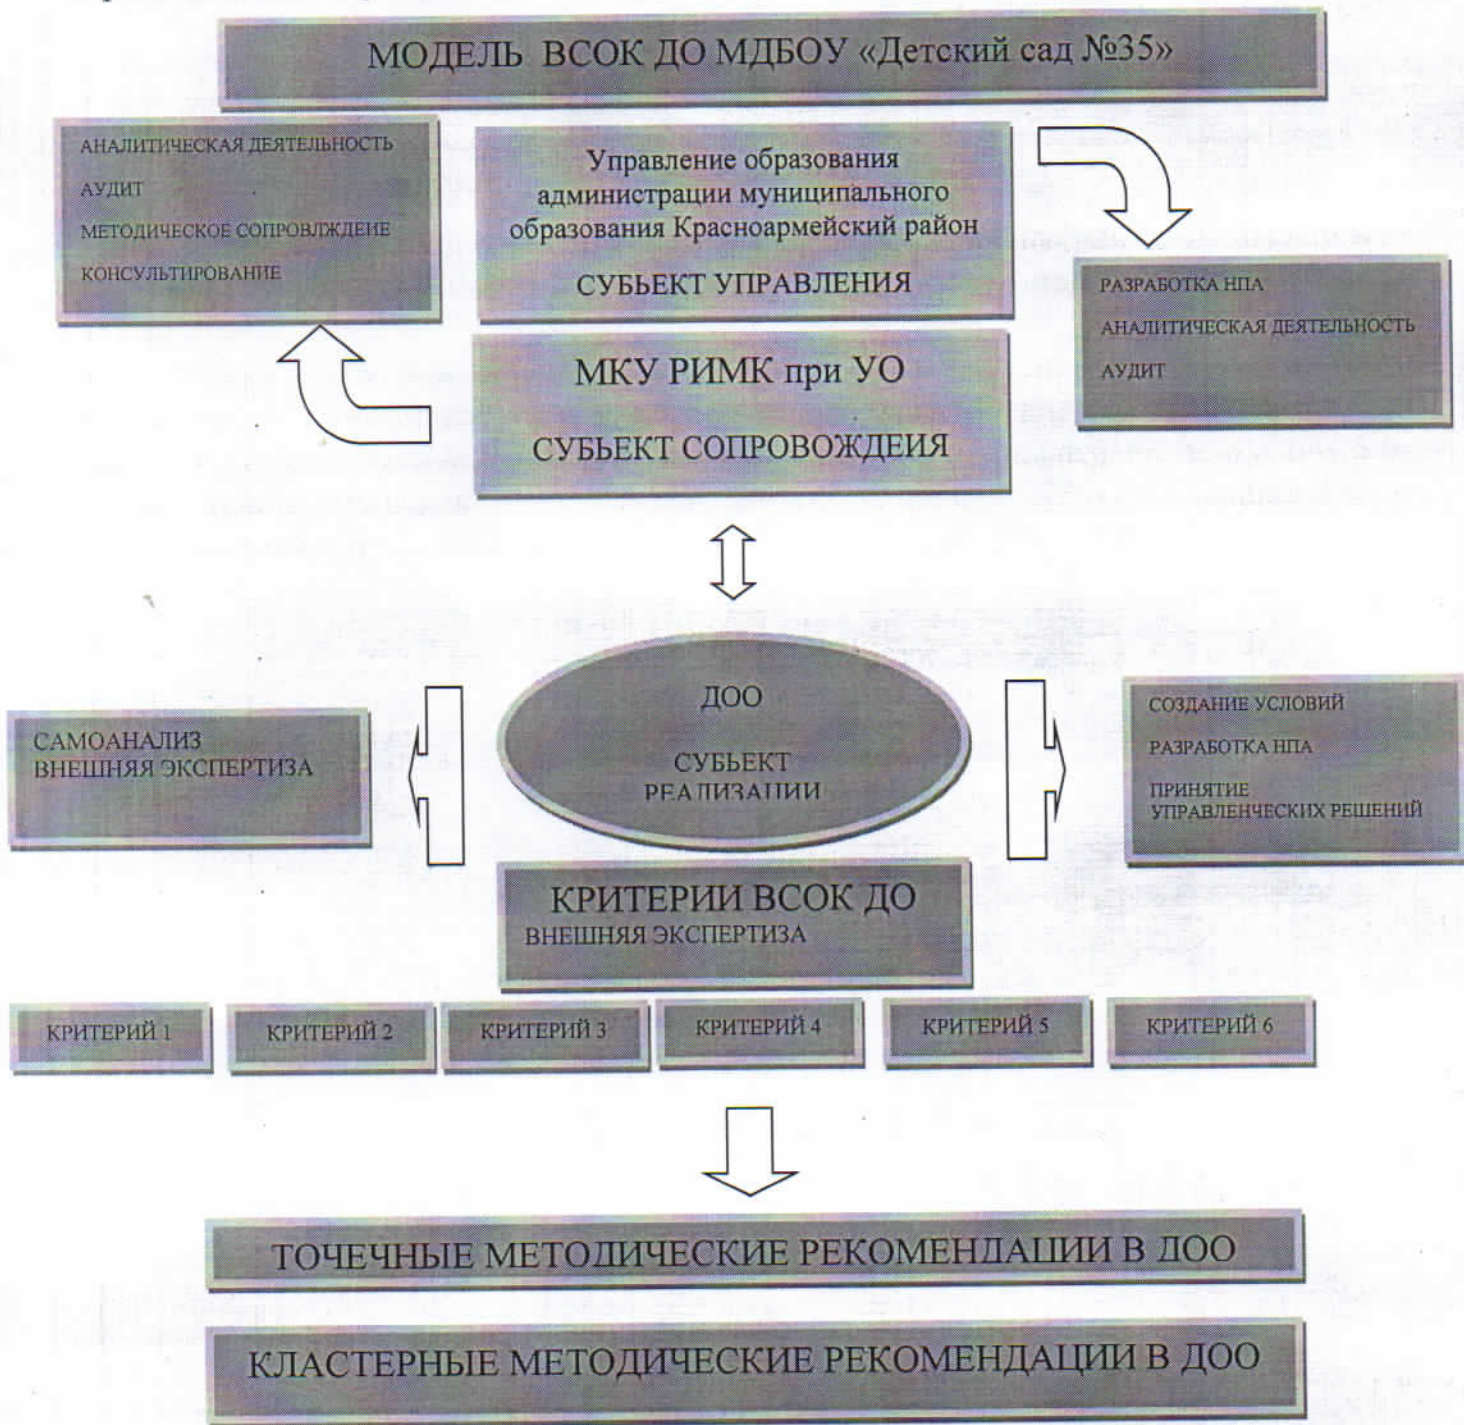 МОДЕЛЬ ВСОК ДО МДБОУ «Детский сад №35»
АНАЛИТИЧЕСКАЯ ДЕЯТЕЛЬНОСТЬ
АУДИТ
МЕТОДИЧЕСКОЕ СОПРОВЛЖДЕИЕ
КОНСУЛЬТИРОВАНИЕ
Управление образования
администрации муниципального
образования Красноармейский район
СУБЬЕКТ УПРАВЛЕНИЯ
РАЗРАБОТКА НПА
АНАЛИТИЧЕСКАЯ ДЕЯТЕЛЬНОСТЬ
АУДИТ
МКУ РИМК при УО
СУБЬЕКТ СОПРОВОЖДЕИЯ
ДОО
СУБЬЕКТ
РЕАЛИЗАЦИИ
САМОАНАЛИЗ
ВНЕШНЯЯ ЭКСПЕРТИЗА
СОЗДАНИЕ УСЛОВИЙ
РАЗРАБОТКА НПА
ПРИНЯТИЕ
УПРАВЛЕНЧЕСКИХ РЕШЕНИЙ
КРИТЕРИИ ВСОК ДО
ВНЕШНЯЯ ЭКСПЕРТИЗА
КРИТЕРИЙ 1
КРИТЕРИЙ 2
КРИТЕРИЙ 3
КРИТЕРИЙ 4
КРИТЕРИЙ 5
КРИТЕРИЙ 6
ТОЧЕЧНЫЕ МЕТОДИЧЕСКИЕ РЕКОМЕНДАЦИИ В ДОО
КЛАСТЕРНЫЕ МЕТОДИЧЕСКИЕ РЕКОМЕНДАЦИИ В ДОО